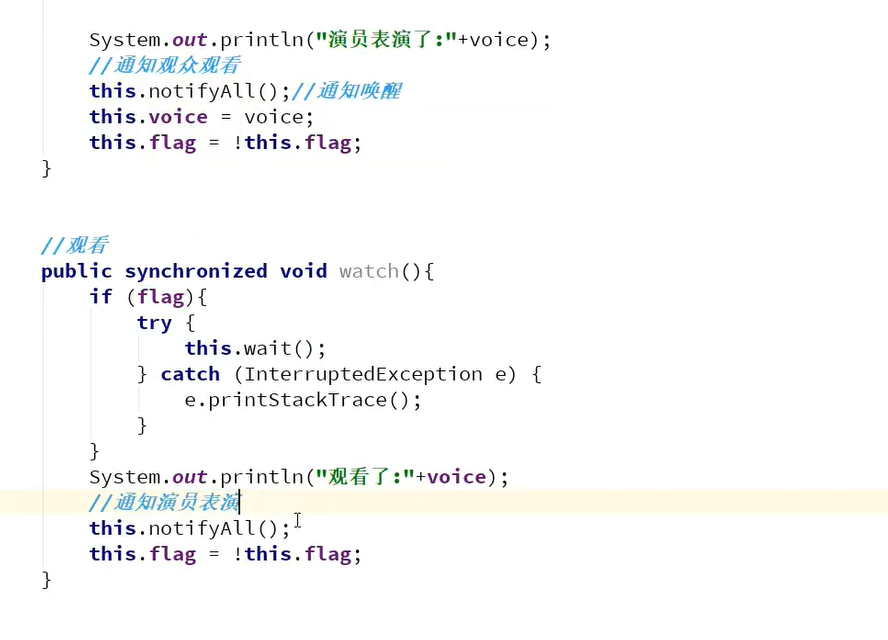 System.out.println("演员表演了:"+voice);
//通知观众观看
this.notifyAll();//通知唤醒
this.voice = voice;
this.flag = !this.flag;
}
//观看
public synchronized void watch(){
if (flag){
try {
this.wait();
} catch (InterruptedException e) {
e.printStackTrace();
}
}
System.out.println("观看了:"+voice);
//通知演员表演
this.notifyAll();
this.flag = !this.flag;
}